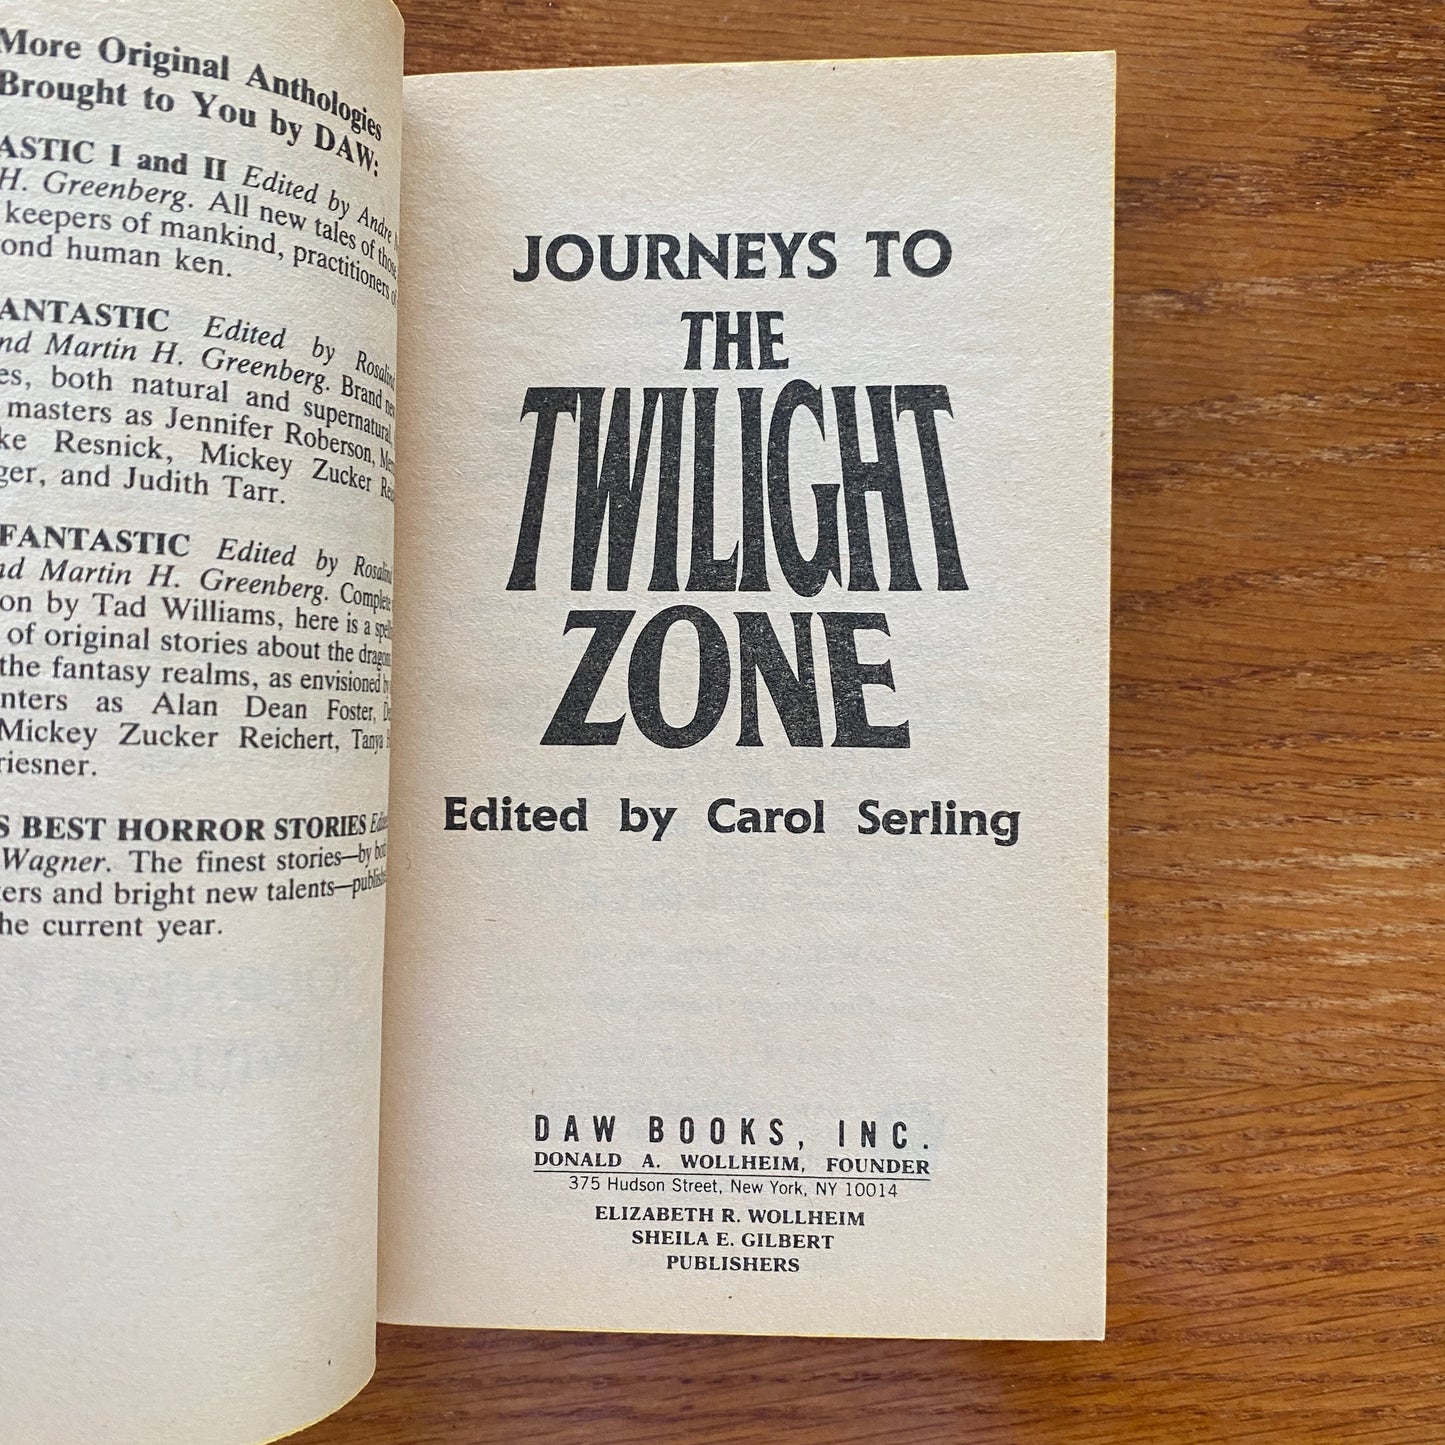 More Original Anthologies
Brought to You by DAW:
ASTIC I and II Edited by Andre
H. Greenberg. All new tales of those
keepers of mankind, practitioners
ond human ken.
ANTASTIC Edited by Rosalind
nd Martin H. Greenberg. Brand new
es, both natural and supernatural,
masters as Jennifer Roberson,
ke Resnick, Mickey Zucker
ger, and Judith Tarr.
FANTASTIC Edited by Rosalind
nd Martin H. Greenberg. Complete
on by Tad Williams, here is a
of original stories about the
the fantasy realms, as envisioned by
nters as Alan Dean Foster,
Mickey Zucker Reichert, Tanya
riesner.
S BEST HORROR STORIES
Wagner. The finest stories—by
ters and bright new talents—
he current year.
JOURNEYS TO
THE
TWILIGHT
ZONE
Edited by Carol Serling
DAW BOOKS, INC.
DONALD A. WOLLHEIM, FOUNDER
375 Hudson Street, New York, NY 10014
ELIZABETH R. WOLLHEIM
SHEILA E. GILBERT
PUBLISHERS